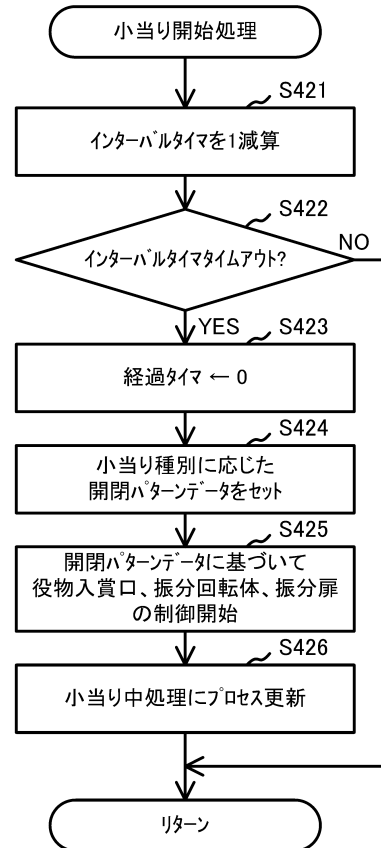 小当り開始処理
S421
インターバルタイマを1減算
S422
インターバルタイマタイムアウト?
NO
YES
S423
経過タイマ ← 0
S424
小当り種別に応じた
開閉パターンデータをセット
S425
開閉パターンデータに基づいて
役物入賞口、振分回転体、振分扉
の制御開始
S426
小当り中処理にプロセス更新
リターン